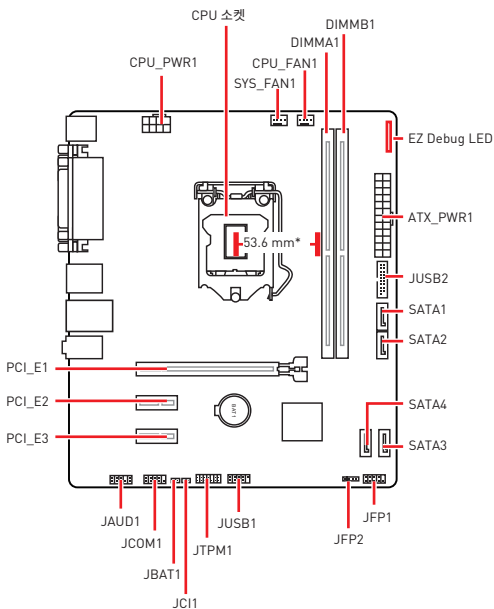 CPU 소켓
DIMMB1
DIMMA1
CPU_PWR1
CPU_FAN1
SYS_FAN1
EZ Debug LED
ATX_PWR1
53.6 mm*
JUSB2
SATA1
SATA2
PCI_E1
PCI_E2
BAT1
SATA4
PCI_E3
SATA3
JAUD1
JUSB1
JFP1
JCOM1
JTPM1
JFP2
JBAT1
JCI1